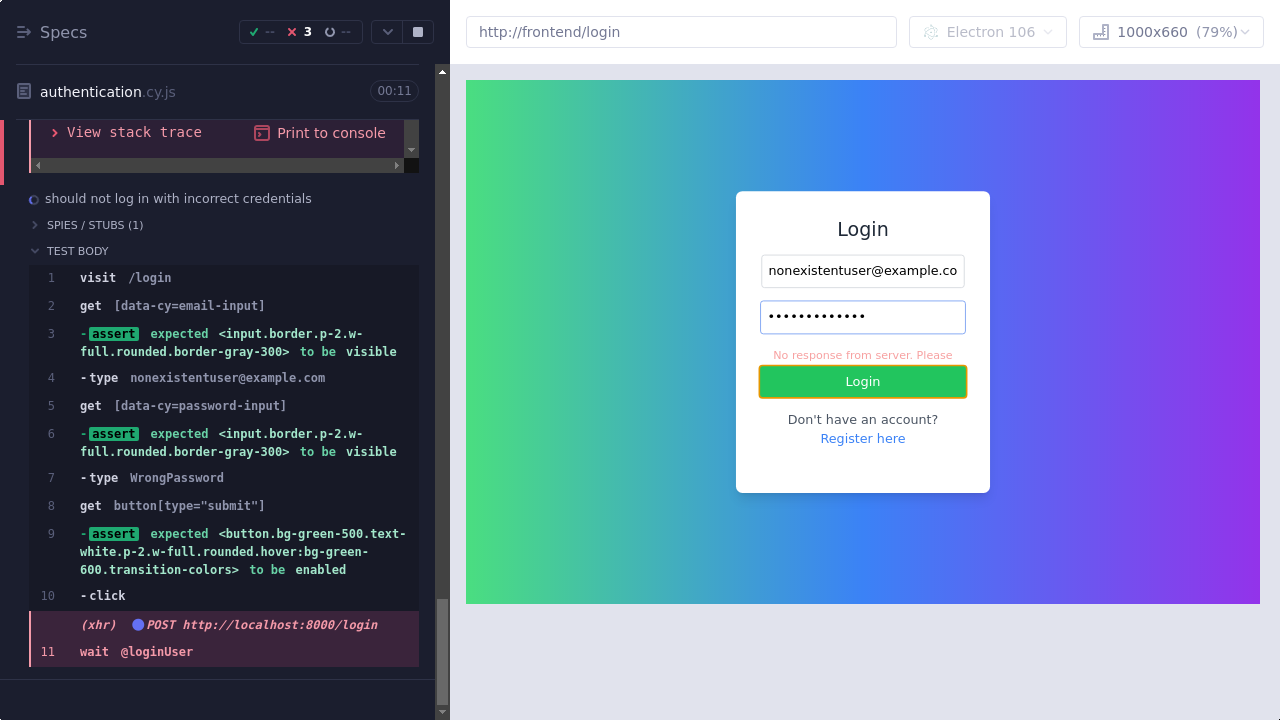 Specs
--
3
--
http://frontend/login
Electron 106
1000x660 (79%)
authentication.cy.js
00:11
View stack trace
Print to console
should not log in with incorrect credentials
SPIES / STUBS (1)
TEST BODY
1 visit /login
2 get [data-cy=email-input]
3 -assert expected <input.border.p-2.w-
full.rounded.border-gray-300> to be visible
4 -type nonexistentuser@example.com
5 get [data-cy=password-input]
6 -assert expected <input.border.p-2.w-
full.rounded.border-gray-300> to be visible
7 -type WrongPassword
8 get button[type="submit"]
9 -assert expected <button.bg-green-500.text-
white.p-2.w-full.rounded.hover:bg-green-
600.transition-colors> to be enabled
10 -click
(xhr) POST http://localhost:8000/login
11 wait @loginUser
Login
nonexistentuser@example.co
•••••••••••••
No response from server. Please
Login
Don't have an account?
Register here